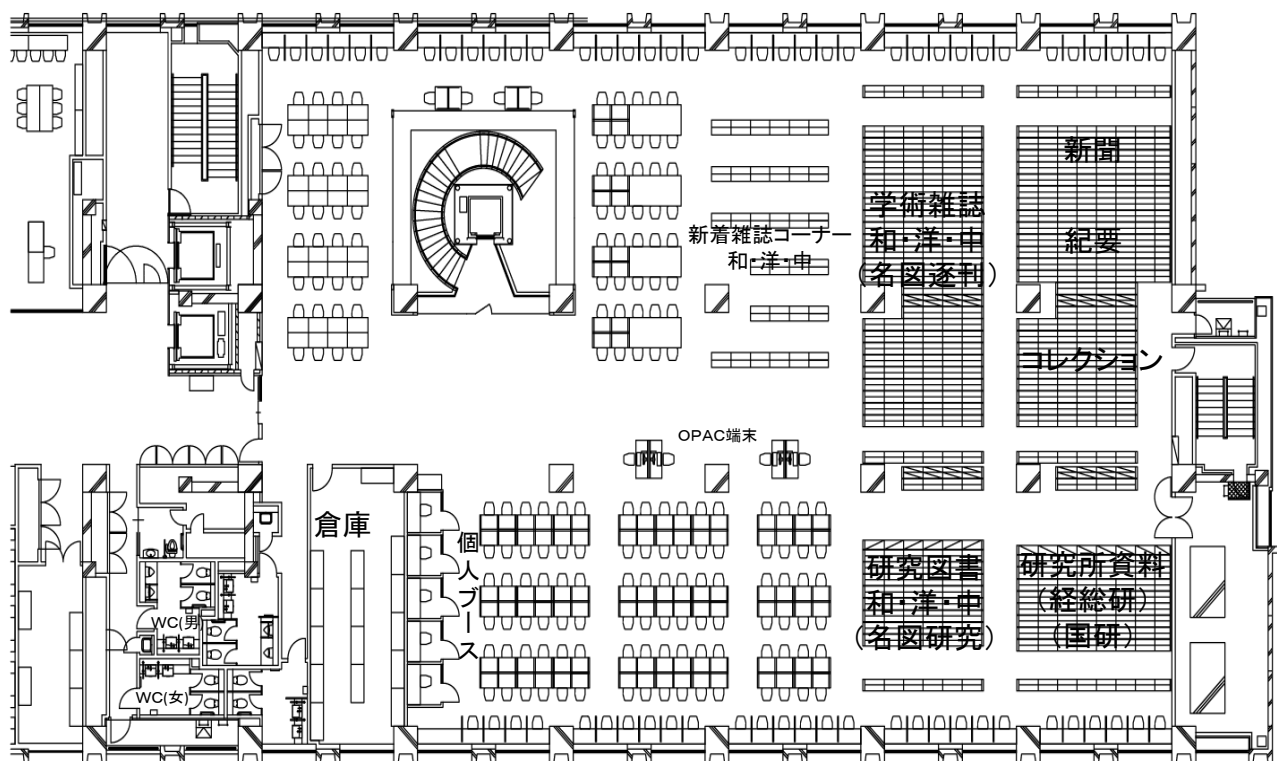 新聞
学術雑誌
和・洋・中
(名図逐刊)
紀要
新着雑誌コーナー
和・洋・中
コレクション
OPAC端末
倉庫
個人ブース
研究図書
和・洋・中
(名図研究)
研究所資料
(経総研)
(国研)
WC(男)
WC(女)